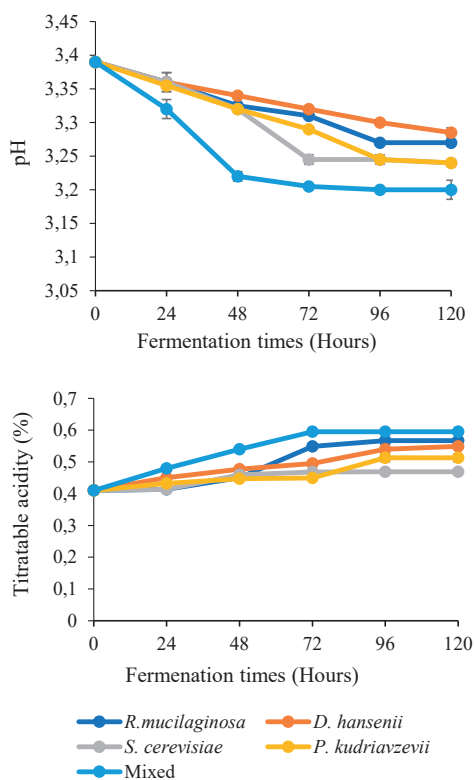 3,45
3,4
3,35
3,3
3,25
3,2
3,15
3,1
3,05
pH
0 24 48 72 96 120
Fermentation times (Hours)
0,7
0,6
0,5
0,4
0,3
0,2
0,1
0
Titratable acidity (%)
0 24 48 72 96 120
Fermenation times (Hours)
R.mucilaginosa D. hansenii
S. cerevisiae P. kudriavzevii
Mixed